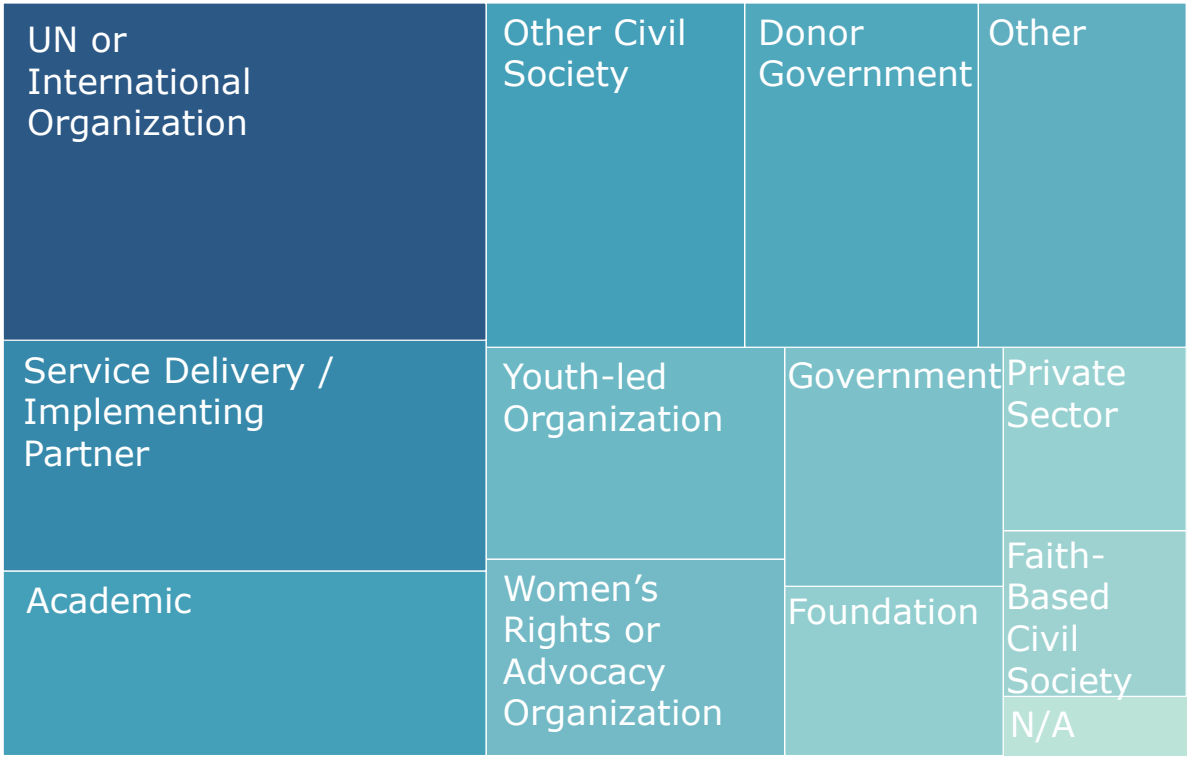 UN or
International
Organization
Service Delivery /
Implementing
Partner
Academic
Other Civil
Society
Donor
Government
Other
Youth-led
Organization
Women’s
Rights or
Advocacy
Organization
Government
Foundation
Private
Sector
Faith-
Based
Civil
Society
N/A